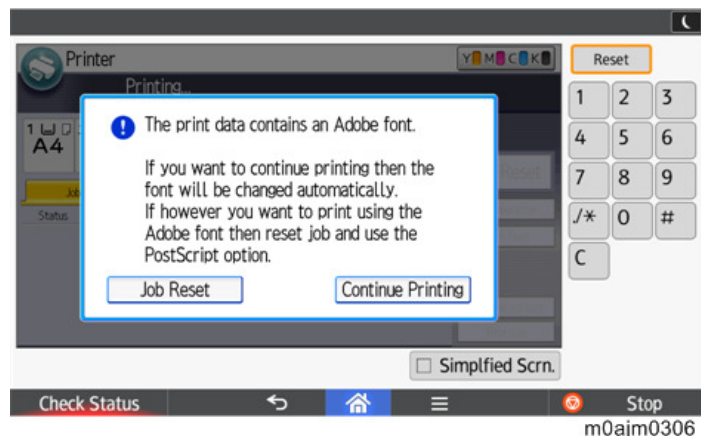 Printer
Y M C K
Reset
Printing...
1
A4
The print data contains an Adobe font.
If you want to continue printing then the
font will be changed automatically.
If however you want to print using the
Adobe font then reset job and use the
PostScript option.
Job Reset
Continue Printing
Reset
Job
Status
1 2 3
4 5 6
7 8 9
./* 0 #
C
Simplfied Scrn.
Check Status
Stop
m0aim0306